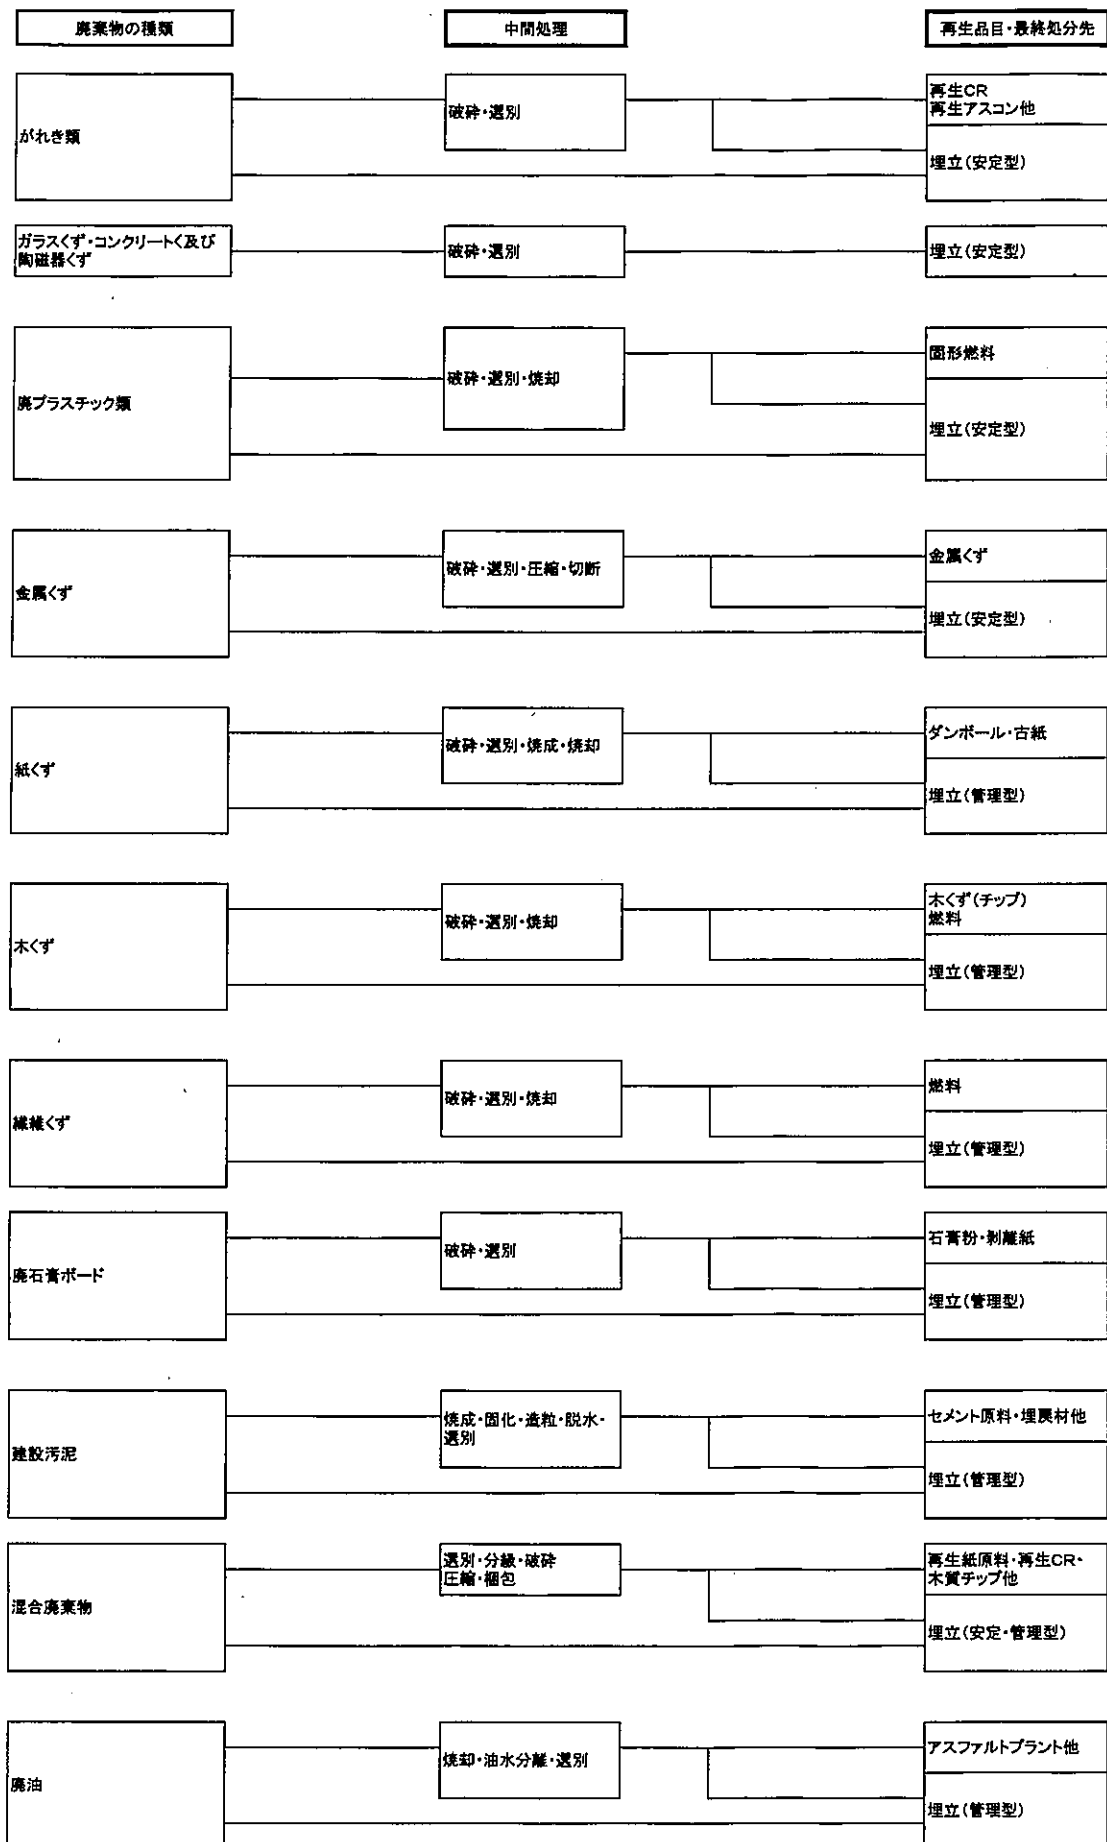 廃棄物の種類
中間処理
再生品目・最終処分先
がれき類
破砕・選別
再生CR
再生アスコン他
埋立(安定型)
ガラスくず・コンクリートく及び
陶磁器くず
破砕・選別
埋立(安定型)
廃プラスチック類
破砕・選別・焼却
固形燃料
埋立(安定型)
金属くず
破砕・選別・圧縮・切断
金属くず
埋立(安定型)
紙くず
破砕・選別・焼成・焼却
ダンボール・古紙
埋立(管理型)
木くず
破砕・選別・焼却
木くず(チップ)
燃料
埋立(管理型)
繊維くず
破砕・選別・焼却
燃料
埋立(管理型)
廃石膏ボード
破砕・選別
石膏粉・剥離紙
埋立(管理型)
建設汚泥
焼成・固化・造粒・脱水・
選別
セメント原料・埋戻材他
埋立(管理型)
混合廃棄物
選別・分級・破砕
圧縮・梱包
再生紙原料・再生CR・
木質チップ他
埋立(安定・管理型)
廃油
焼却・油水分離・選別
アスファルトプラント他
埋立(管理型)